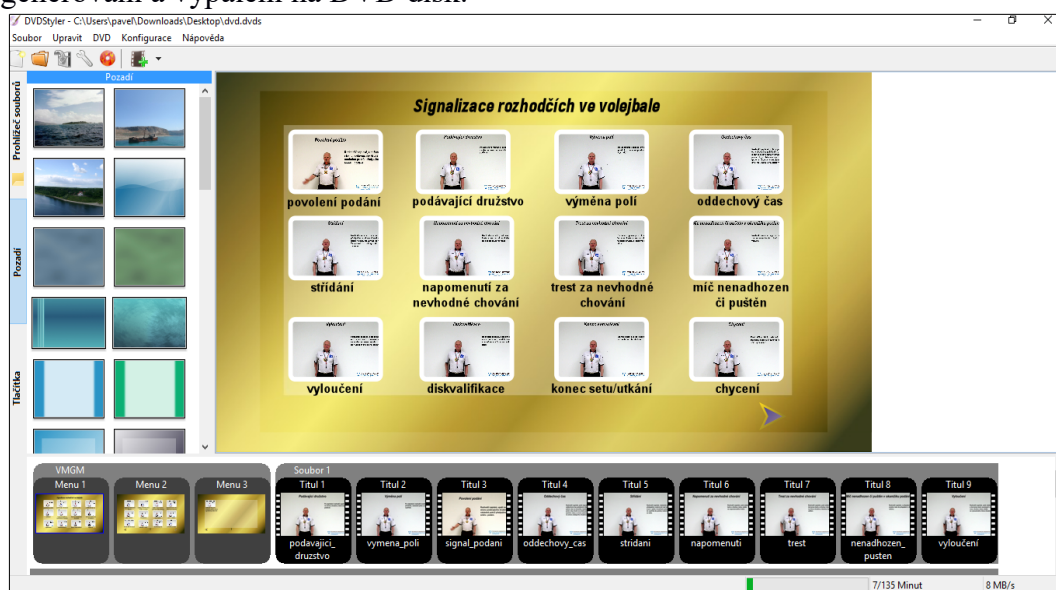 generování a vypálení na DVD disk.
DVDStyler - C:\Users\pavel\Downloads\Desktop\dvd.dvds
Soubor Upravit DVD Konfigurace Nápověda
Prohlížeč souborů
Pozadí
Tlačítka
Pozadí
Signalizace rozhodčích ve volejbale
povolení podání podávající družstvo výměna polí oddechový čas
střídání napomenutí za nevhodné chování trest za nevhodné chování míč nenadhozen či puštěn
vyloučení diskvalifikace konec setu/utkání chycení
VMGM Soubor 1
Menu 1 Menu 2 Menu 3 Titul 1 Titul 2 Titul 3 Titul 4 Titul 5 Titul 6 Titul 7 Titul 8 Titul 9
podavajici_druzstvo vymena_poli signal_podani oddechovy_cas stridani napomenuti trest nenadhozen_pusten vyloučení
7/135 Minut 8 MB/s